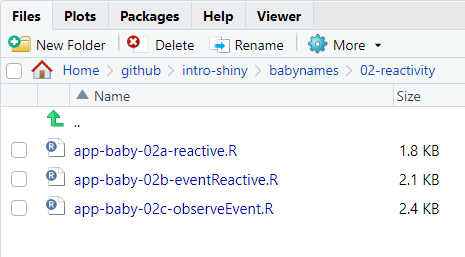 Files Plots Packages Help Viewer
New Folder Delete Rename More
Home github intro-shiny babynames 02-reactivity
Name Size
..
R app-baby-02a-reactive.R 1.8 KB
R app-baby-02b-eventReactive.R 2.1 KB
R app-baby-02c-observeEvent.R 2.4 KB